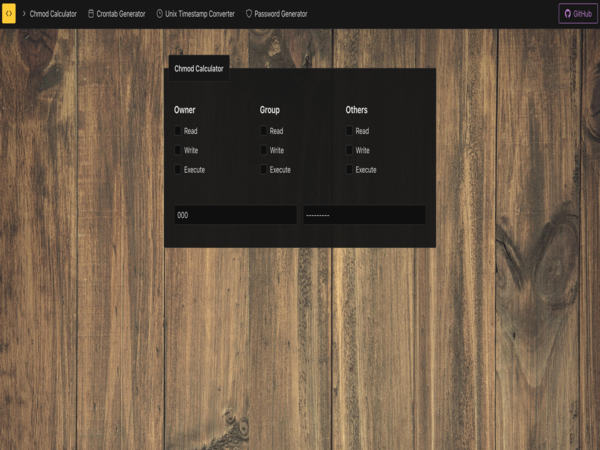 Chmod Calculator Crontab Generator Unix Timestamp Converter Password Generator GitHub
Chmod Calculator
Owner Group Others
Read Read Read
Write Write Write
Execute Execute Execute
000 ---------